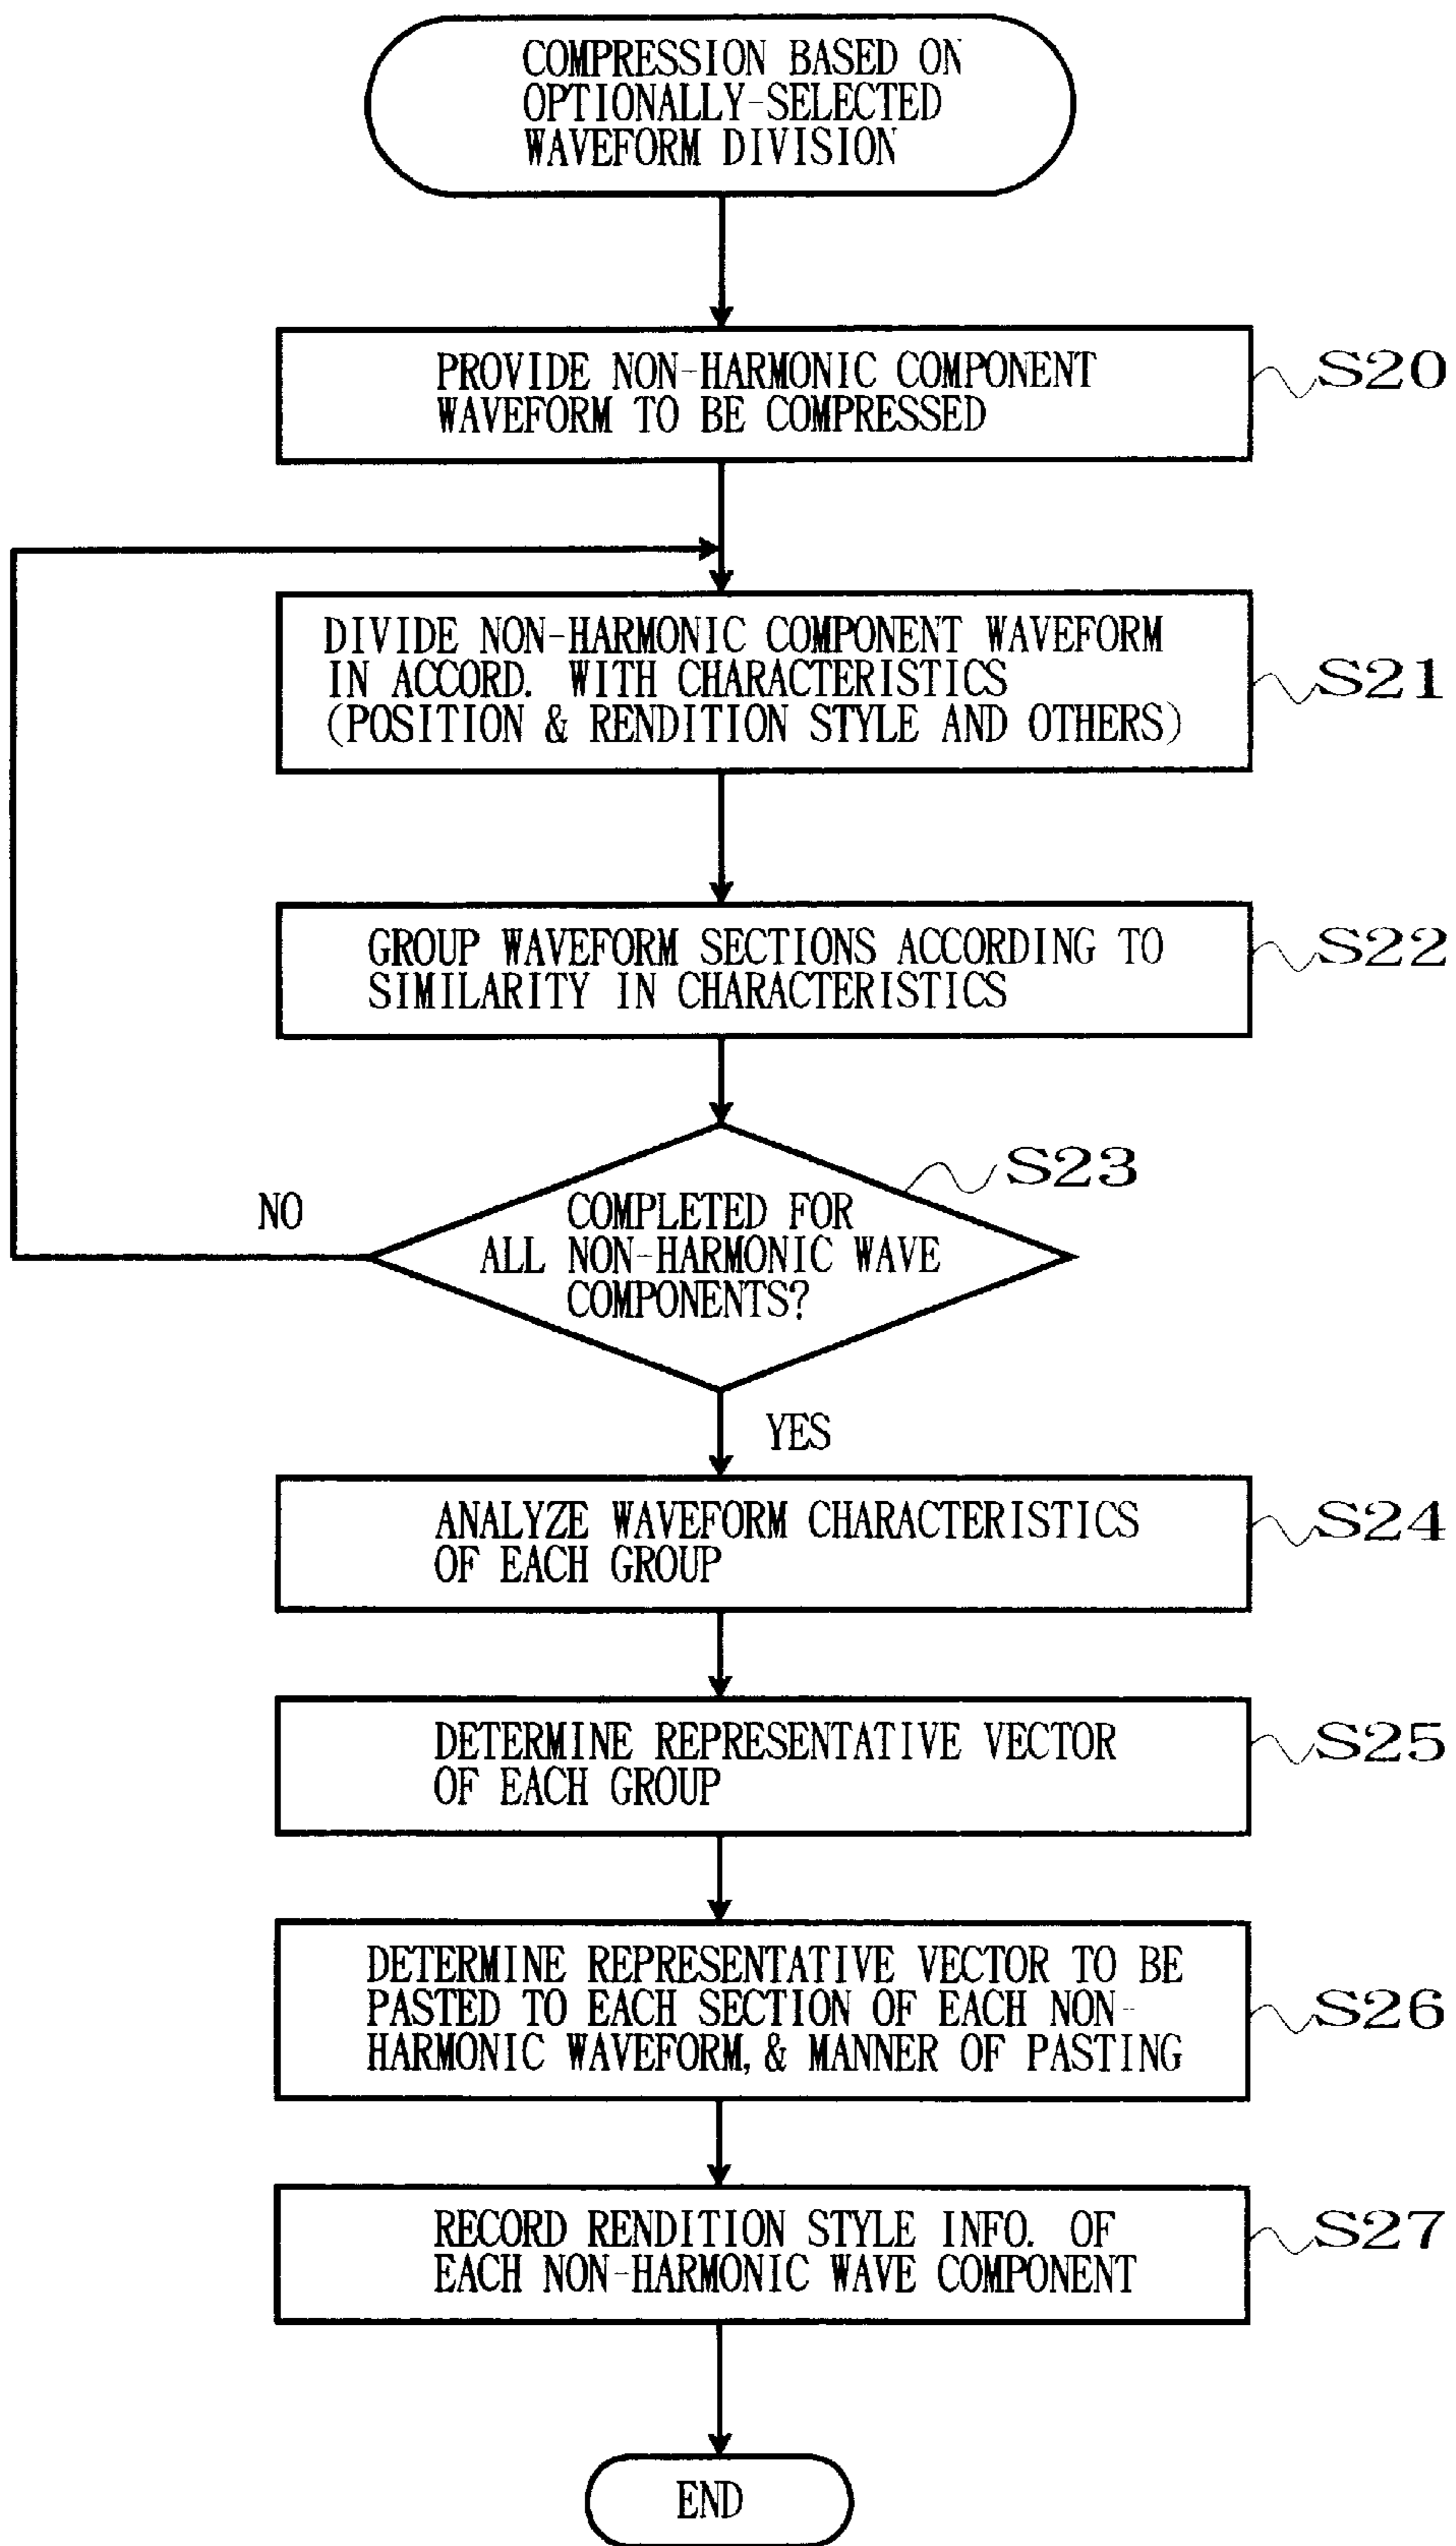 COMPRESSION BASED ON
OPTIONALLY-SELECTED
WAVEFORM DIVISION
PROVIDE NON-HARMONIC COMPONENT
WAVEFORM TO BE COMPRESSED
S20
DIVIDE NON-HARMONIC COMPONENT WAVEFORM
IN ACCORD. WITH CHARACTERISTICS
(POSITION & RENDITION STYLE AND OTHERS)
S21
GROUP WAVEFORM SECTIONS ACCORDING TO
SIMILARITY IN CHARACTERISTICS
S22
S23
NO
COMPLETED FOR
ALL NON-HARMONIC WAVE
COMPONENTS?
YES
ANALYZE WAVEFORM CHARACTERISTICS
OF EACH GROUP
S24
DETERMINE REPRESENTATIVE VECTOR
OF EACH GROUP
S25
DETERMINE REPRESENTATIVE VECTOR TO BE
PASTED TO EACH SECTION OF EACH NON-
HARMONIC WAVEFORM, & MANNER OF PASTING
S26
RECORD RENDITION STYLE INFO. OF
EACH NON-HARMONIC WAVE COMPONENT
S27
END